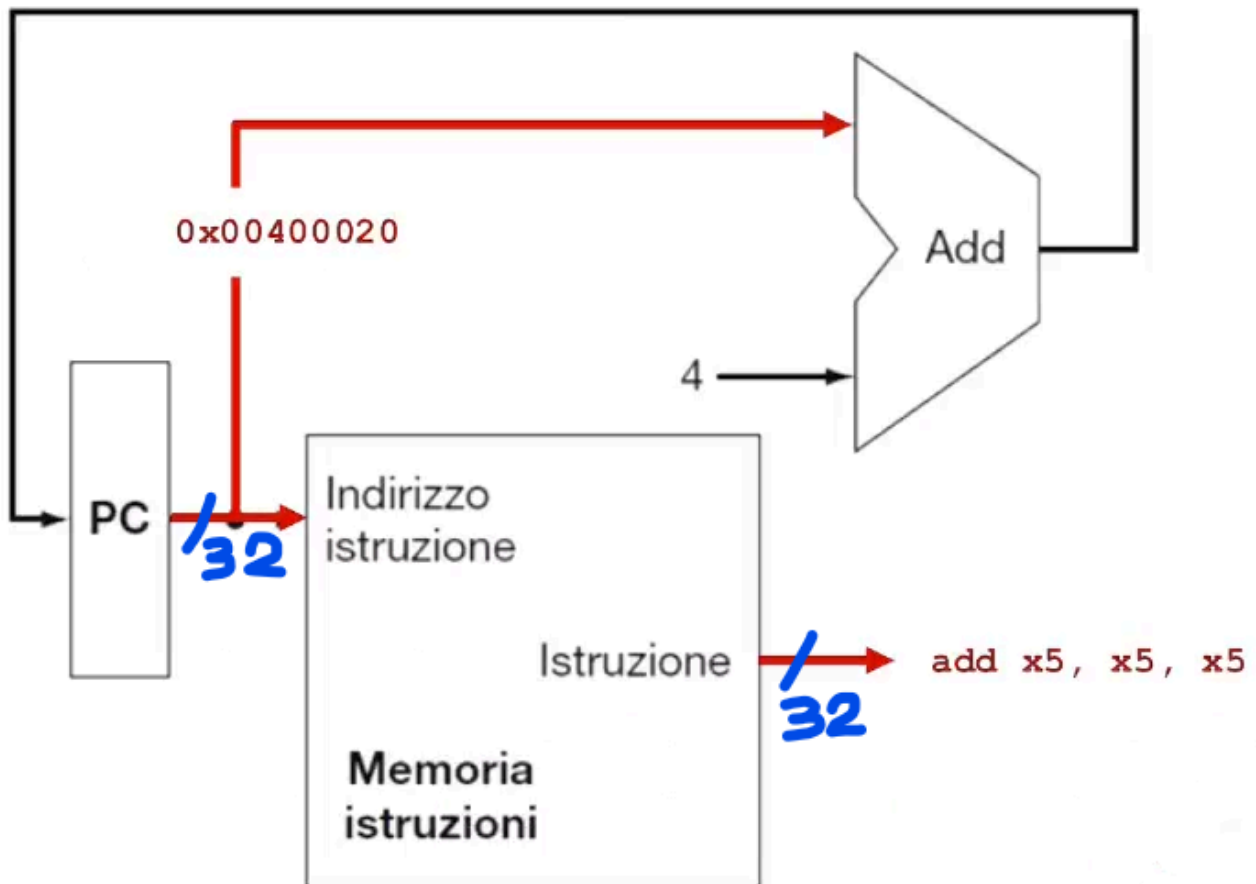 0x00400020
Add
4
PC
32
Indirizzo
istruzione
Istruzione
32
add x5, x5, x5
Memoria
istruzioni